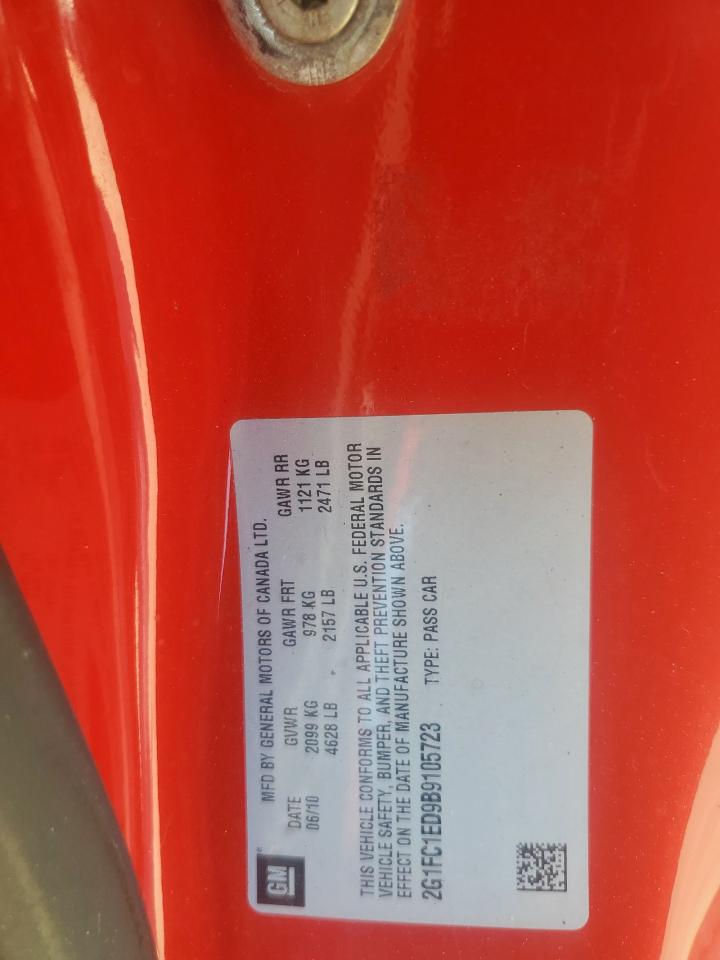 GM
MFD BY GENERAL MOTORS OF CANADA LTD.
DATE GVWR GAWR FRT GAWR RR
06/10 2099 KG 978 KG 1121 KG
4628 LB 2157 LB 2471 LB
THIS VEHICLE CONFORMS TO ALL APPLICABLE U.S. FEDERAL MOTOR
VEHICLE SAFETY, BUMPER, AND THEFT PREVENTION STANDARDS IN
EFFECT ON THE DATE OF MANUFACTURE SHOWN ABOVE.
2G1FC1ED9B9105723 TYPE: PASS CAR